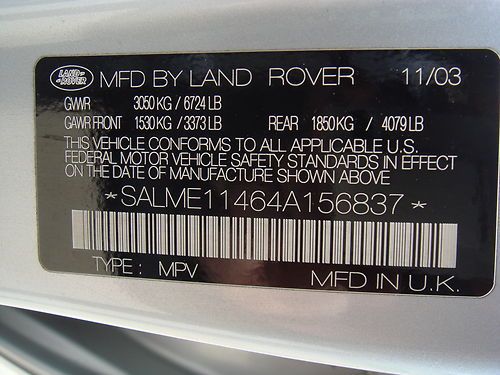 LAND ROVER MFD BY LAND ROVER 11/03
GVWR 3050 KG / 6724 LB
GAWR FRONT 1530 KG / 3373 LB REAR 1850 KG / 4079 LB
THIS VEHICLE CONFORMS TO ALL APPLICABLE U.S.
FEDERAL MOTOR VEHICLE SAFETY STANDARDS IN EFFECT
ON THE DATE OF MANUFACTURE SHOWN ABOVE
* SALME11464A156837 *
TYPE : MPV MFD IN U.K.